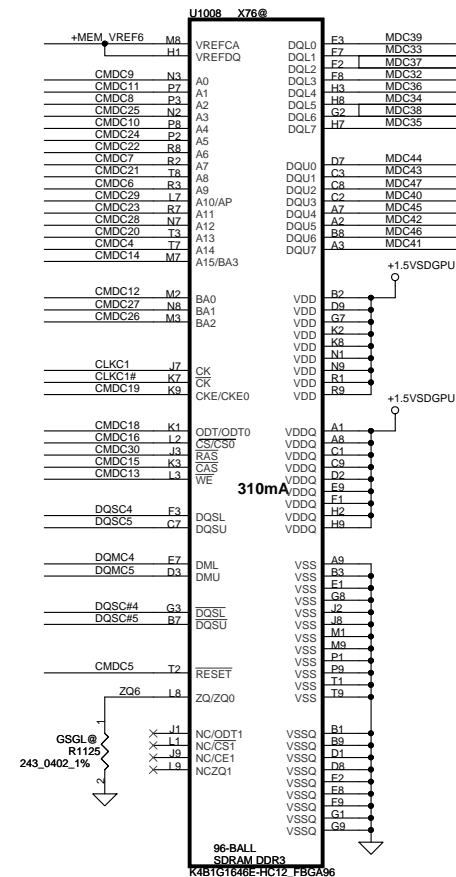 U1008 X76@
+MEM_VREF6 M8 VREFCA
H1 VREFDQ
CMDC9 N3 A0
CMDC11 P7 A1
CMDC8 P3 A2
CMDC25 N2 A3
CMDC10 P8 A4
CMDC24 P2 A5
CMDC22 R8 A6
CMDC7 R2 A7
CMDC21 T8 A8
CMDC6 R3 A9
CMDC29 L7 A10/AP
CMDC23 R7 A11
CMDC28 N7 A12
CMDC20 T3 A13
CMDC4 T7 A14
CMDC14 M7 A15/BA3
CMDC12 M2 BA0
CMDC27 N8 BA1
CMDC26 M3 BA2
CLKC1 J7 CK
CLKC1# K7 CK
CMDC19 K9 CKE/CKE0
CMDC18 K1 ODT/ODT0
CMDC16 L2 CS/CS0
CMDC30 J3 RAS
CMDC15 K3 CAS
CMDC13 L3 WE
DQSC4 F3 DQSL
DQSC5 C7 DQSU
DQMC4 E7 DML
DQMC5 D3 DMU
DQSC#4 G3 DQSL
DQSC#5 B7 DQSU
CMDC5 T2 RESET
ZQ6 L8 ZQ/ZQ0
1
GSGL@
R1125
243_0402_1%
2
J1 NC/ODT1
L1 NC/CS1
J9 NC/CE1
L9 NCZQ1
DQL0 E3 MDC39
DQL1 F7 MDC33
DQL2 F2 MDC37
DQL3 F8 MDC32
DQL4 H3 MDC36
DQL5 H8 MDC34
DQL6 G2 MDC38
DQL7 H7 MDC35
DQU0 D7 MDC44
DQU1 C3 MDC43
DQU2 C8 MDC47
DQU3 C2 MDC40
DQU4 A7 MDC45
DQU5 A2 MDC42
DQU6 B8 MDC46
DQU7 A3 MDC41
+1.5VSDGPU
VDD B2
VDD D9
VDD G7
VDD K2
VDD K8
VDD N1
VDD N9
VDD R1
VDD R9
+1.5VSDGPU
VDDQ A1
VDDQ A8
VDDQ C1
VDDQ C9
VDDQ D2
310mA
VDDQ E9
VDDQ F1
VDDQ H2
VDDQ H9
VSS A9
VSS B3
VSS E1
VSS G8
VSS J2
VSS J8
VSS M1
VSS M9
VSS P1
VSS P9
VSS T1
VSS T9
VSSQ B1
VSSQ B9
VSSQ D1
VSSQ D8
VSSQ E2
VSSQ E8
VSSQ F9
VSSQ G1
VSSQ G9
96-BALL
SDRAM DDR3
K4B1G1646E-HC12_FBGA96